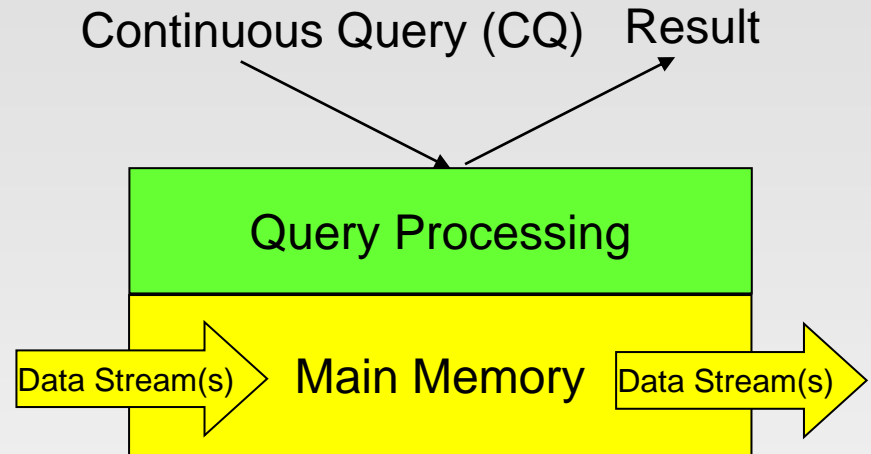 Continuous Query (CQ) Result
Query Processing
Data Stream(s) Main Memory Data Stream(s)